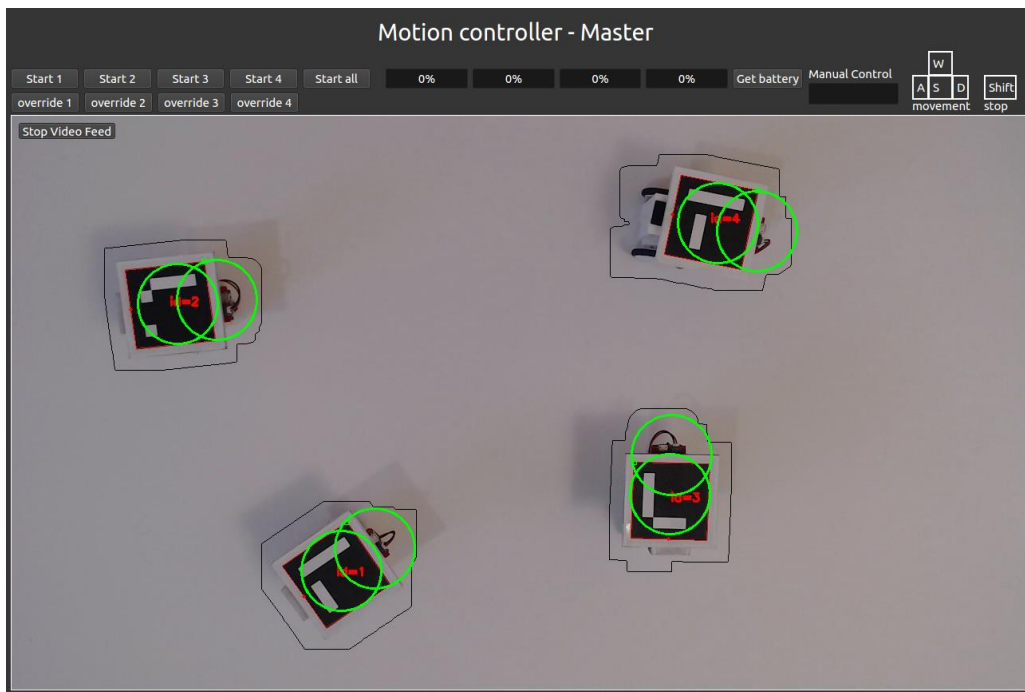 Motion controller - Master
Start 1 Start 2 Start 3 Start 4 Start all 0% 0% 0% 0% Get battery Manual Control W
override 1 override 2 override 3 override 4 A S D Shift
movement stop
Stop Video Feed
id=4
id=2
id=3
id=1